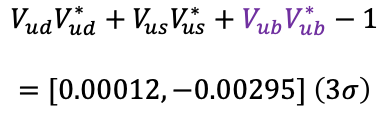 V_{ud}V_{ud}^* + V_{us}V_{us}^* + V_{ub}V_{ub}^* − 1
= [0.00012, −0.00295] (3σ)